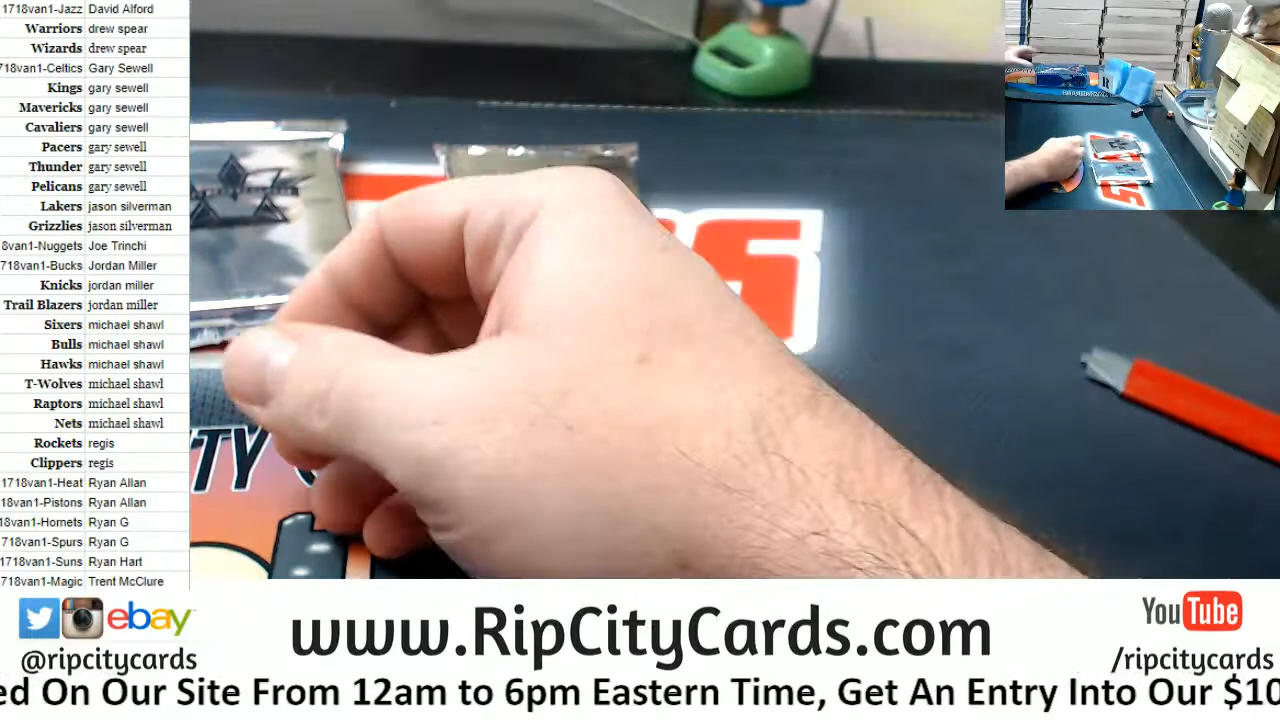 1718van1-Jazz David Alford
Warriors drew spear
Wizards drew spear
718van1-Celtics Gary Sewell
Kings gary sewell
Mavericks gary sewell
Cavaliers gary sewell
Pacers gary sewell
Thunder gary sewell
Pelicans gary sewell
Lakers jason silverman
Grizzlies jason silverman
8van1-Nuggets Joe Trinchi
718van1-Bucks Jordan Miller
Knicks jordan miller
Trail Blazers jordan miller
Sixers michael shawl
Bulls michael shawl
Hawks michael shawl
T-Wolves michael shawl
Raptors michael shawl
Nets michael shawl
Rockets regis
Clippers regis
1718van1-Heat Ryan Allan
18van1-Pistons Ryan Allan
8van1-Hornets Ryan G
718van1-Spurs Ryan G
1718van1-Suns Ryan Hart
718van1-Magic Trent McClure
ITY
S
ebay
@ripcitycards
www.RipCityCards.com
YouTube
/ripcitycards
ed On Our Site From 12am to 6pm Eastern Time, Get An Entry Into Our $10